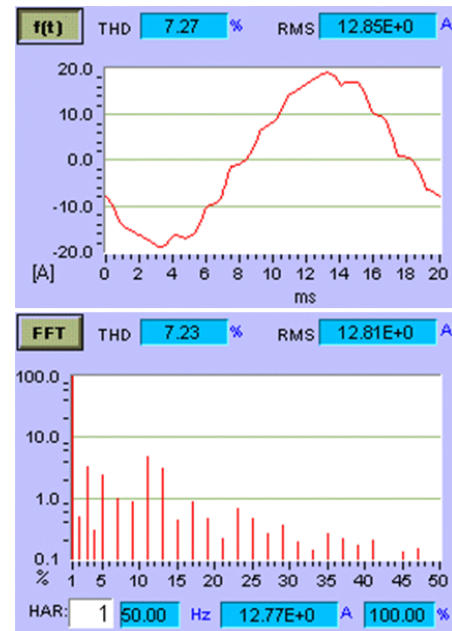 f(t) THD 7.27 % RMS 12.85E+0 A
20.0
10.0
0.0
-10.0
-20.0
[A] 0 2 4 6 8 10 12 14 16 18 20
ms
FFT THD 7.23 % RMS 12.81E+0 A
100.0
10.0
1.0
0.1
% 1 5 10 15 20 25 30 35 40 45 50
HAR: 1 50.00 Hz 12.77E+0 A 100.00 %